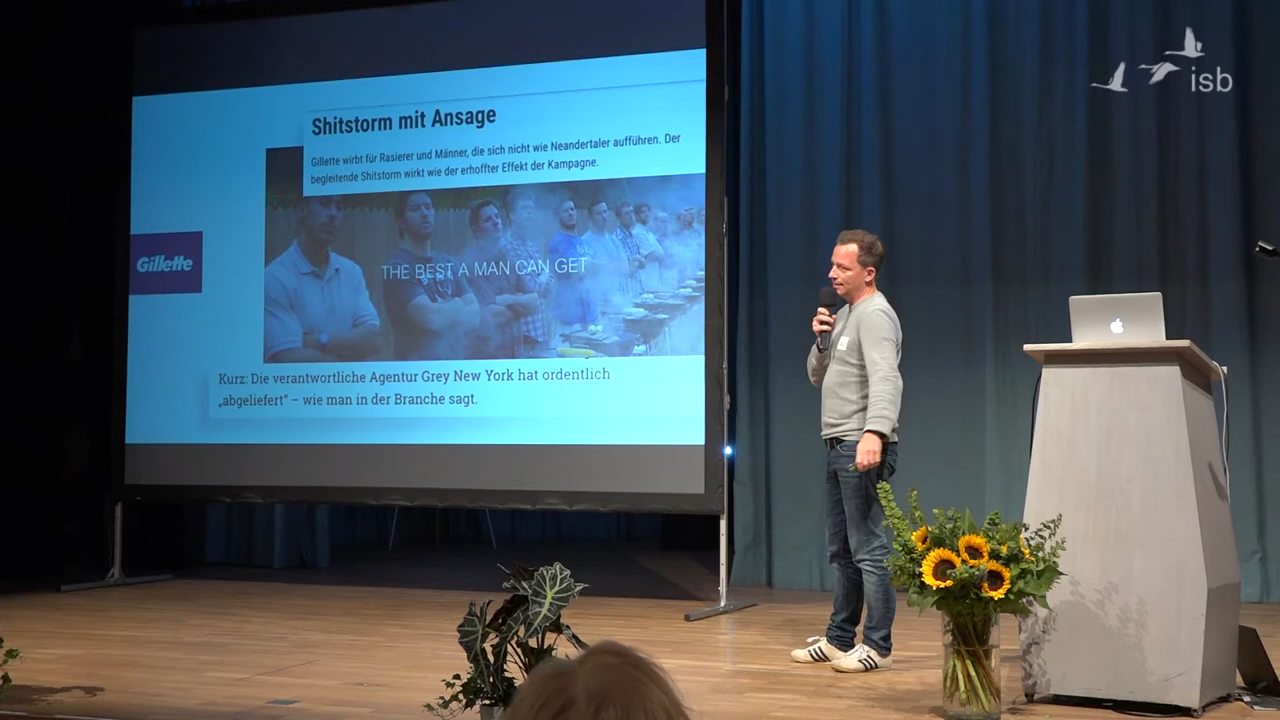 isb
Shitstorm mit Ansage
Gillette wirbt für Rasierer und Männer, die sich nicht wie Neandertaler aufführen. Der
begleitende Shitstorm wirkt wie der erhoffter Effekt der Kampagne.
Gillette
THE BEST A MAN CAN GET
Kurz: Die verantwortliche Agentur Grey New York hat ordentlich
„abgeliefert“ – wie man in der Branche sagt.